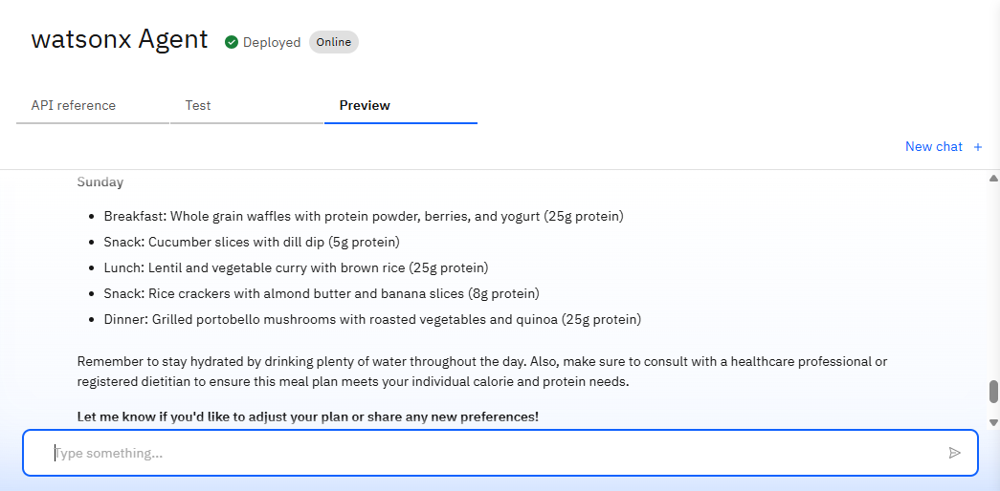 watsonx Agent
Deployed
Online
API reference
Test
Preview
New chat +
Sunday
• Breakfast: Whole grain waffles with protein powder, berries, and yogurt (25g protein)
• Snack: Cucumber slices with dill dip (5g protein)
• Lunch: Lentil and vegetable curry with brown rice (25g protein)
• Snack: Rice crackers with almond butter and banana slices (8g protein)
• Dinner: Grilled portobello mushrooms with roasted vegetables and quinoa (25g protein)
Remember to stay hydrated by drinking plenty of water throughout the day. Also, make sure to consult with a healthcare professional or
registered dietitian to ensure this meal plan meets your individual calorie and protein needs.
Let me know if you'd like to adjust your plan or share any new preferences!
Type something...